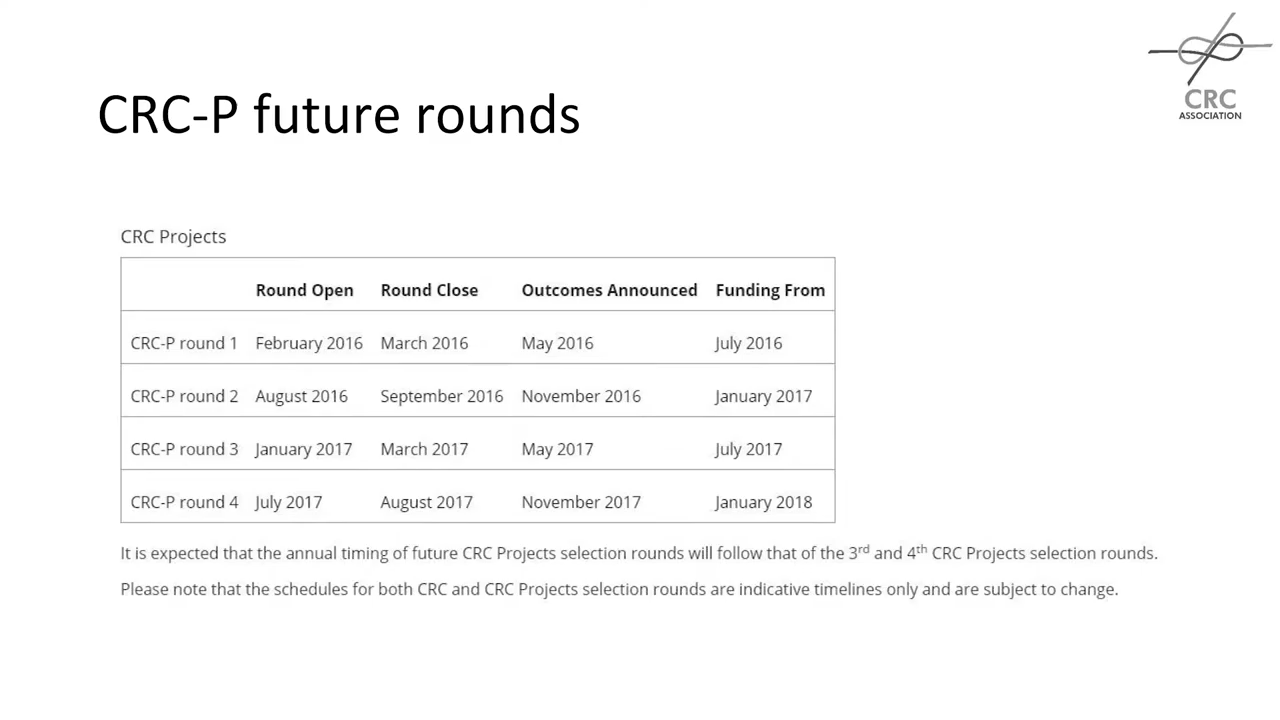 CRC
ASSOCIATION
CRC-P future rounds
CRC Projects
Round Open Round Close Outcomes Announced Funding From
CRC-P round 1 February 2016 March 2016 May 2016 July 2016
CRC-P round 2 August 2016 September 2016 November 2016 January 2017
CRC-P round 3 January 2017 March 2017 May 2017 July 2017
CRC-P round 4 July 2017 August 2017 November 2017 January 2018
It is expected that the annual timing of future CRC Projects selection rounds will follow that of the 3rd and 4th CRC Projects selection rounds.
Please note that the schedules for both CRC and CRC Projects selection rounds are indicative timelines only and are subject to change.